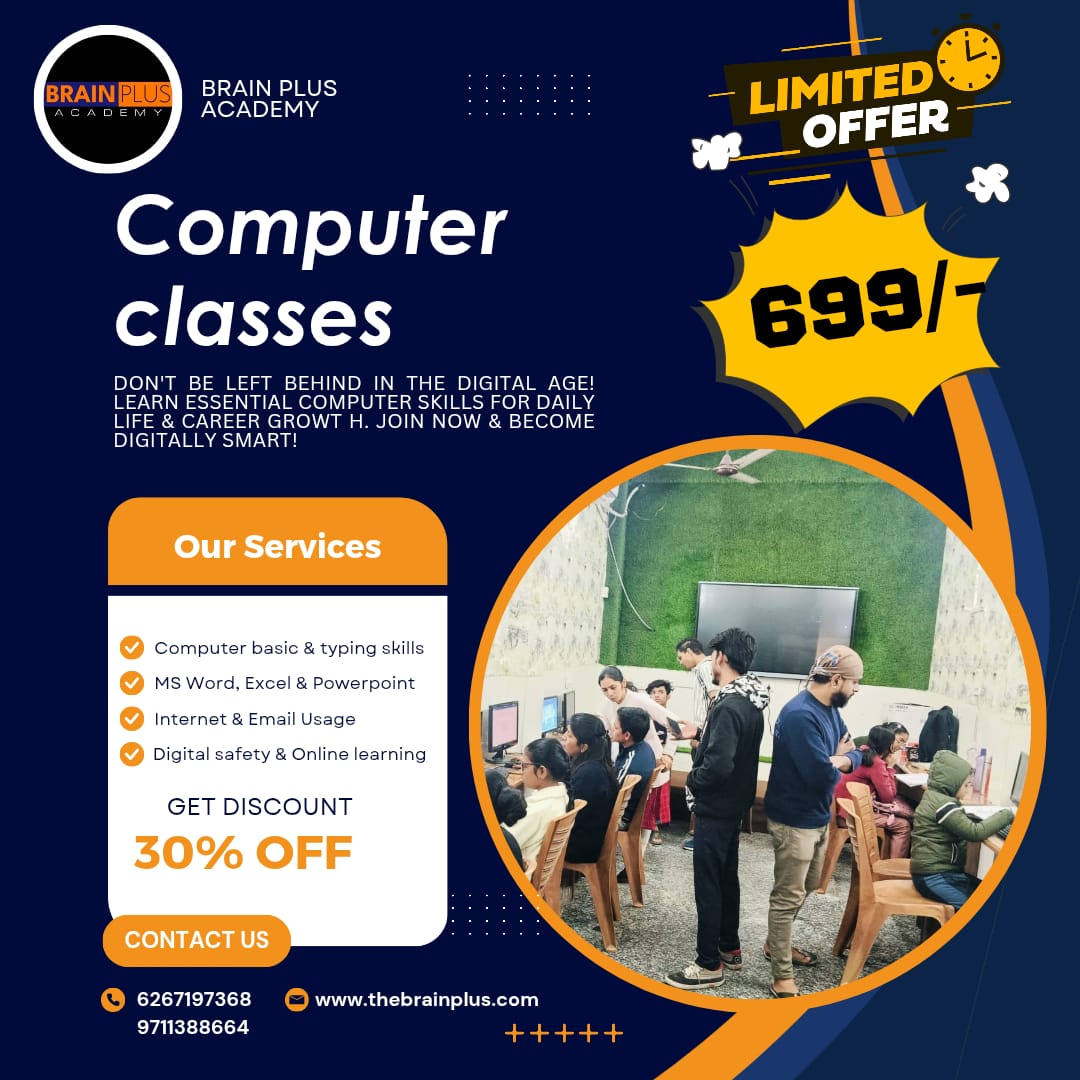 BRAIN PLUS
ACADEMY
BRAIN PLUS
ACADEMY
LIMITED
OFFER
699/-
Computer
classes
DON'T BE LEFT BEHIND IN THE DIGITAL AGE!
LEARN ESSENTIAL COMPUTER SKILLS FOR DAILY
LIFE & CAREER GROWT H. JOIN NOW & BECOME
DIGITALLY SMART!
Our Services
Computer basic & typing skills
MS Word, Excel & Powerpoint
Internet & Email Usage
Digital safety & Online learning
GET DISCOUNT
30% OFF
CONTACT US
6267197368
9711388664
www.thebrainplus.com